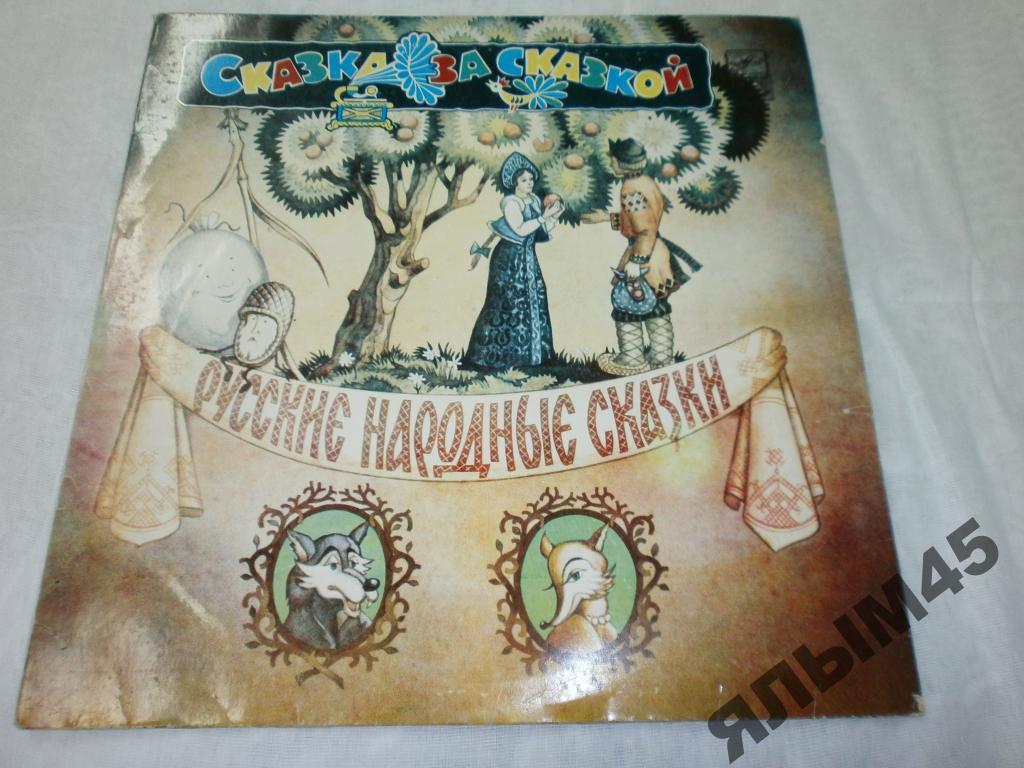 Сказка за сказкой
РУССКИЕ НАРОДНЫЕ СКАЗКИ
ЯЛЫМ45